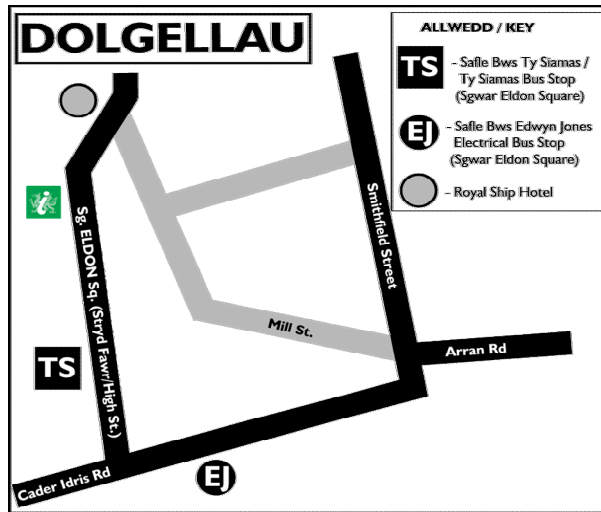 DOLGELLAU
ALLWEDD / KEY
TS
- Safle Bws Ty Siamas /
Ty Siamas Bus Stop
(Sgwar Eldon Square)
EJ
- Safle Bws Edwyn Jones
Electrical Bus Stop
(Sgwar Eldon Square)
- Royal Ship Hotel
Sg. ELDON Sq. (Stryd Fawr/High St.)
Smithfield Street
i
Mill St.
Arran Rd
TS
Cader Idris Rd
EJ